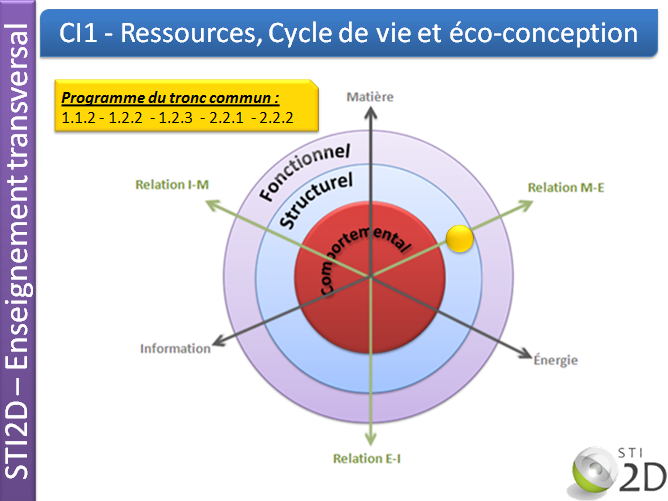 CI1 - Ressources, Cycle de vie et éco-conception
STI2D – Enseignement transversal
Programme du tronc commun :
1.1.2 - 1.2.2 - 1.2.3 - 2.2.1 - 2.2.2
Matière
Fonctionnel
Relation I-M
Structurel
Relation M-E
Comportemental
Information
Énergie
Relation E-I
STI
2D